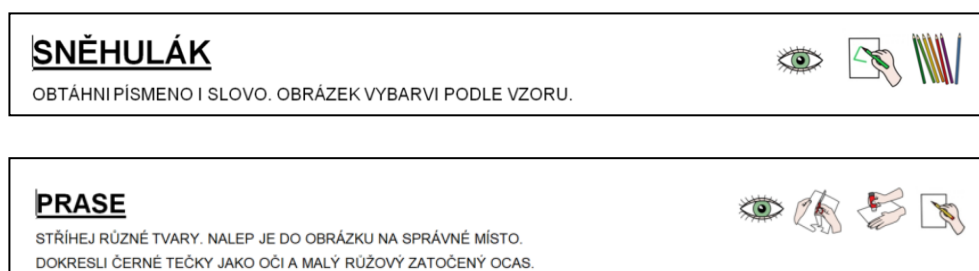 SNĚHULÁK
OBTÁHNI PÍSMENO I SLOVO. OBRÁZEK VYBARVI PODLE VZORU.
PRASE
STŘÍHEJ RŮZNÉ TVARY. NALEP JE DO OBRÁZKU NA SPRÁVNÉ MÍSTO.
DOKRESLI ČERNÉ TEČKY JAKO OČI A MALÝ RŮŽOVÝ ZATOČENÝ OCAS.